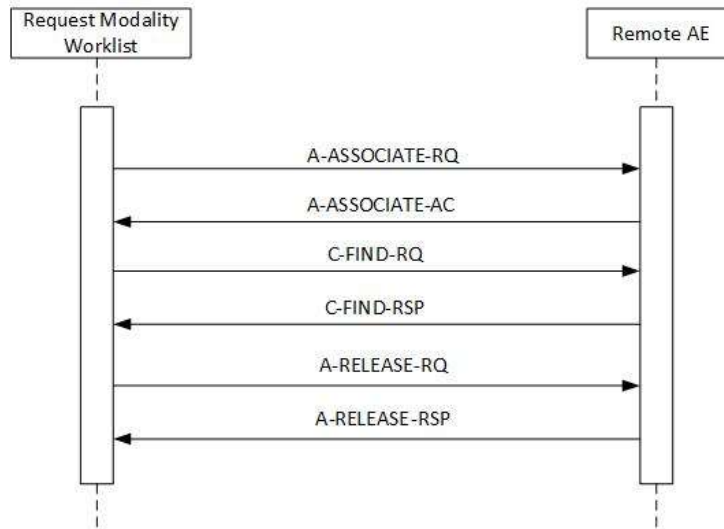 Request Modality
Worklist
Remote AE
A-ASSOCIATE-RQ
A-ASSOCIATE-AC
C-FIND-RQ
C-FIND-RSP
A-RELEASE-RQ
A-RELEASE-RSP